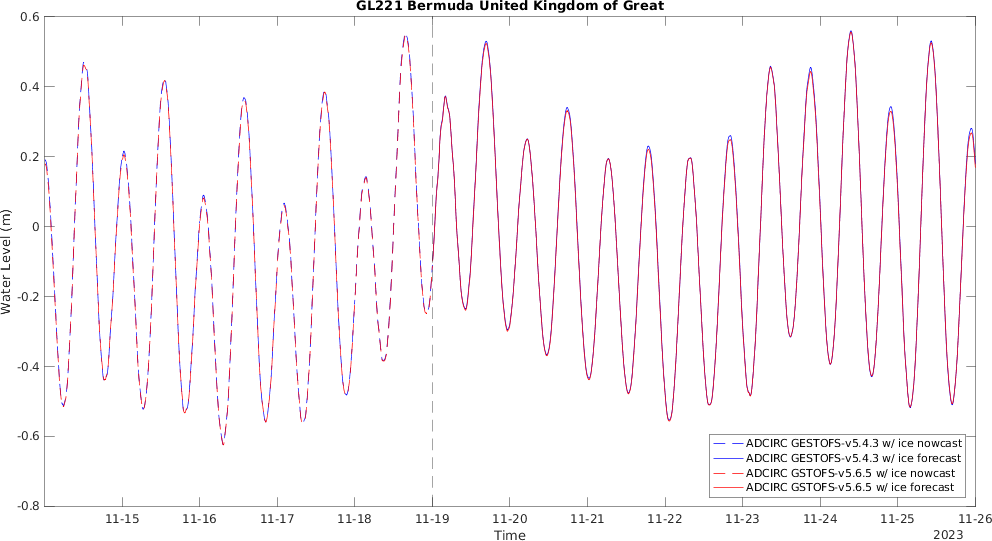 GL221 Bermuda United Kingdom of Great
0.6
0.4
0.2
0
-0.2
-0.4
-0.6
-0.8
Water Level (m)
ADCIRC GESTOFS-v5.4.3 w/ ice nowcast
ADCIRC GESTOFS-v5.4.3 w/ ice forecast
ADCIRC GSTOFS-v5.6.5 w/ ice nowcast
ADCIRC GSTOFS-v5.6.5 w/ ice forecast
11-15 11-16 11-17 11-18 11-19 11-20 11-21 11-22 11-23 11-24 11-25 11-26
Time
2023